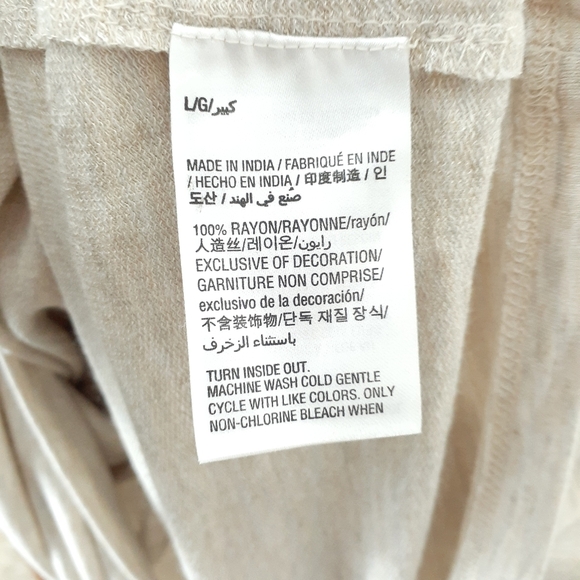 L/G/كبير
MADE IN INDIA / FABRIQUÉ EN INDE
/ HECHO EN INDIA / 印度制造 / 인
도산 / صُنع في الهند
100% RAYON/RAYONNE/rayón/
人造丝/레이온/رايون
EXCLUSIVE OF DECORATION/
GARNITURE NON COMPRISE/
exclusivo de la decoración/
不含装饰物/단독 재질 장식/
باستثناء الزخرف
TURN INSIDE OUT.
MACHINE WASH COLD GENTLE
CYCLE WITH LIKE COLORS. ONLY
NON-CHLORINE BLEACH WHEN